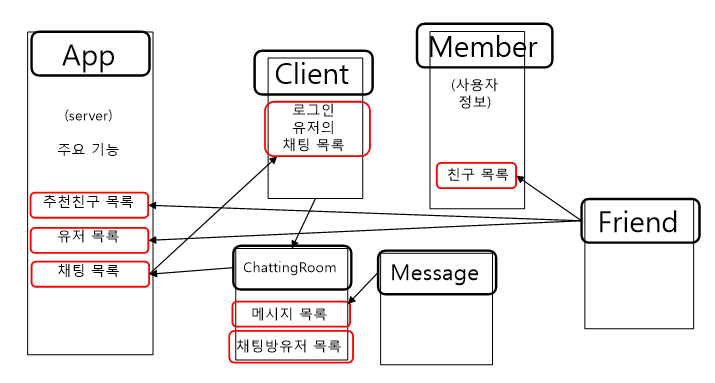 App
(server)
주요 기능
추천친구 목록
유저 목록
채팅 목록
Client
로그인
유저의
채팅 목록
Member
(사용자
정보)
친구 목록
Friend
ChattingRoom
메시지 목록
채팅방유저 목록
Message